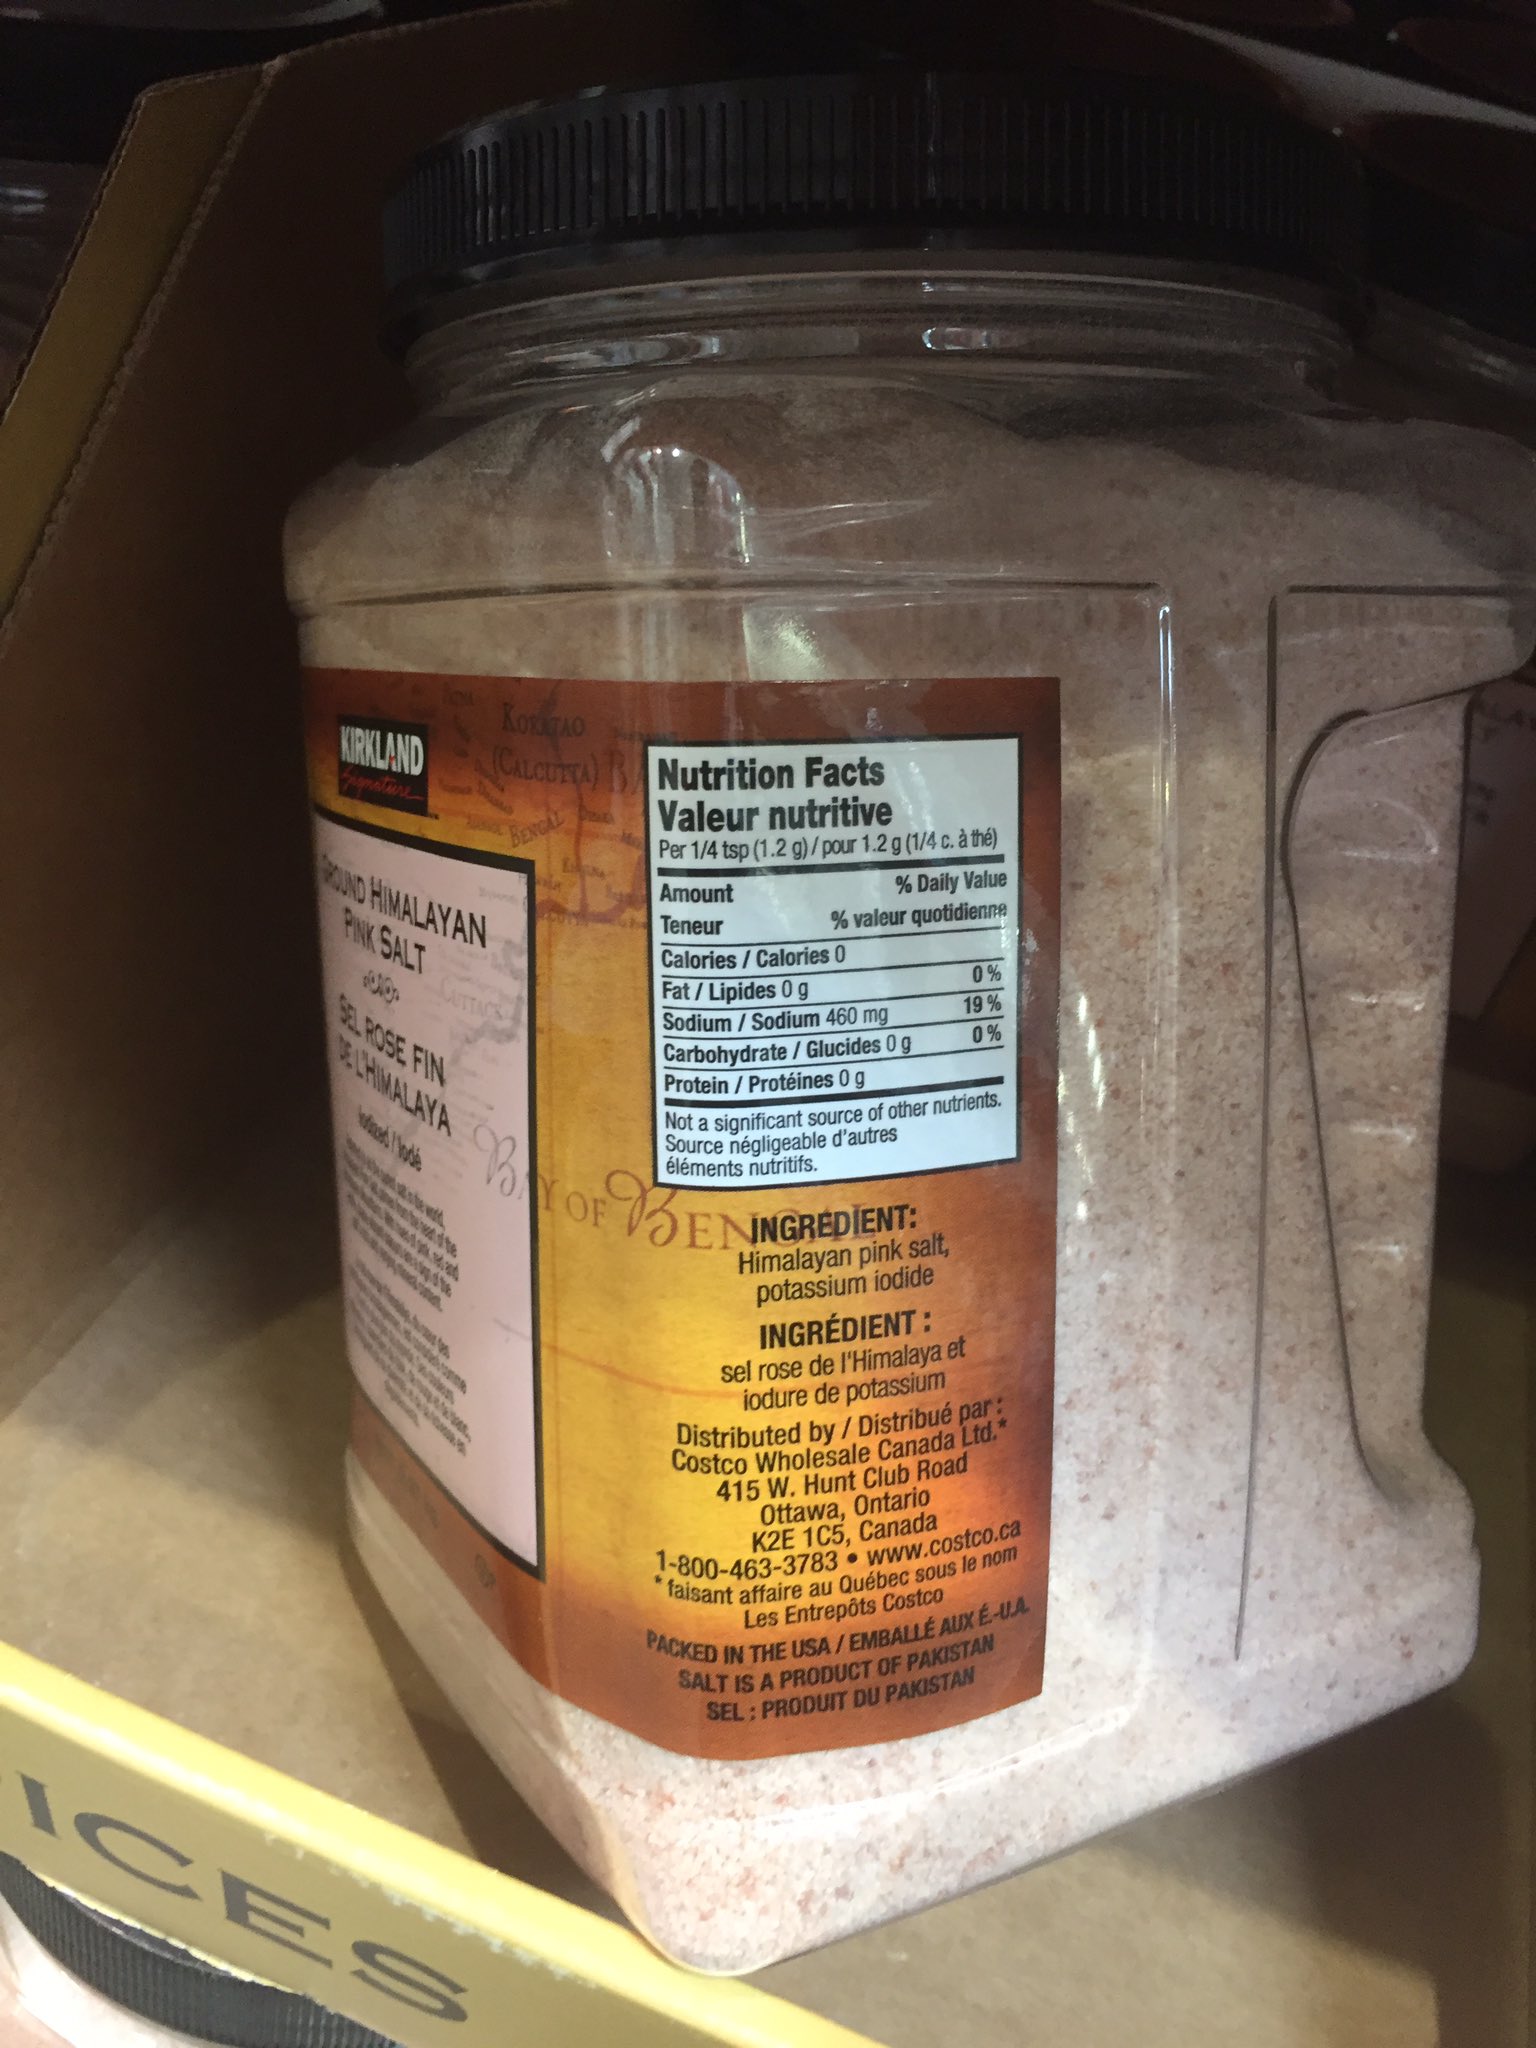 KIRKLAND
Signature
GROUND HIMALAYAN
PINK SALT
SEL ROSE FIN
DE L'HIMALAYA
Iodized / Iodé
KOLKATAO
(CALCUTTA)
BENGAL
CUTTACK
BAY OF BENGAL
Nutrition Facts
Valeur nutritive
Per 1/4 tsp (1.2 g) / pour 1.2 g (1/4 c. à thé)
Amount % Daily Value
Teneur % valeur quotidienne
Calories / Calories 0
Fat / Lipides 0 g 0 %
Sodium / Sodium 460 mg 19 %
Carbohydrate / Glucides 0 g 0 %
Protein / Protéines 0 g
Not a significant source of other nutrients.
Source négligeable d'autres
éléments nutritifs.
INGREDIENT:
Himalayan pink salt,
potassium iodide
INGRÉDIENT :
sel rose de l'Himalaya et
iodure de potassium
Distributed by / Distribué par :
Costco Wholesale Canada Ltd.*
415 W. Hunt Club Road
Ottawa, Ontario
K2E 1C5, Canada
1-800-463-3783 • www.costco.ca
*faisant affaire au Québec sous le nom
Les Entrepôts Costco
PACKED IN THE USA / EMBALLÉ AUX É.-U.A.
SALT IS A PRODUCT OF PAKISTAN
SEL : PRODUIT DU PAKISTAN
ICES